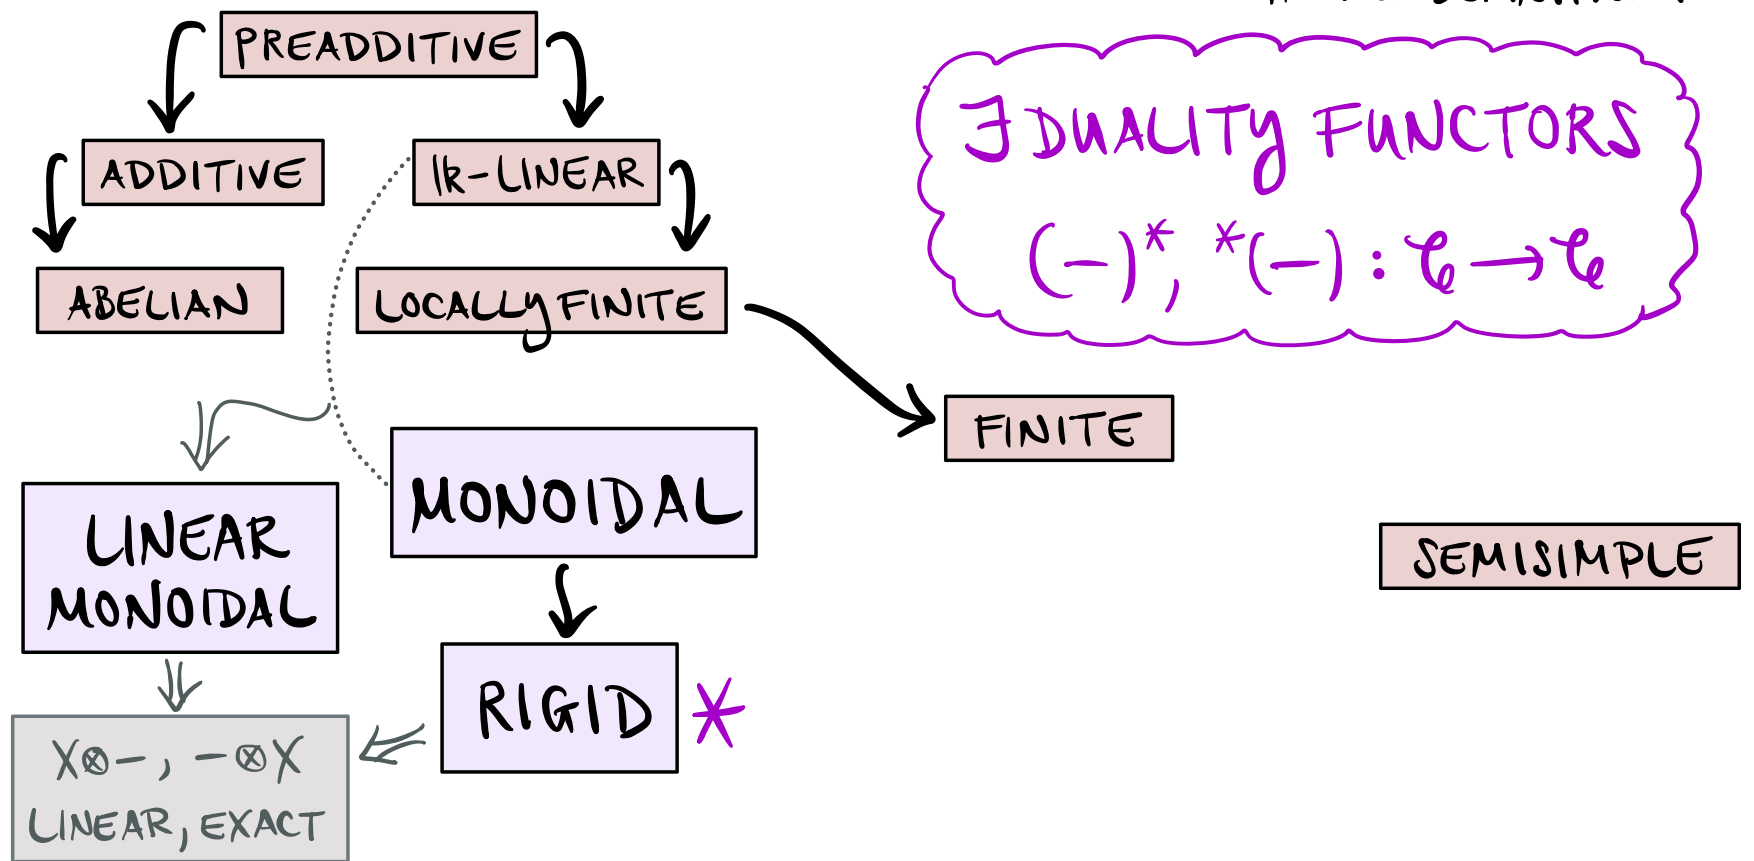 PREADDITIVE
ADDITIVE
𝕜-LINEAR
ABELIAN
LOCALLY FINITE
∃ DUALITY FUNCTORS
(-)*, *(-) : 𝒞 → 𝒞
FINITE
MONOIDAL
LINEAR
MONOIDAL
SEMISIMPLE
RIGID *
X⊗-, -⊗X
LINEAR, EXACT